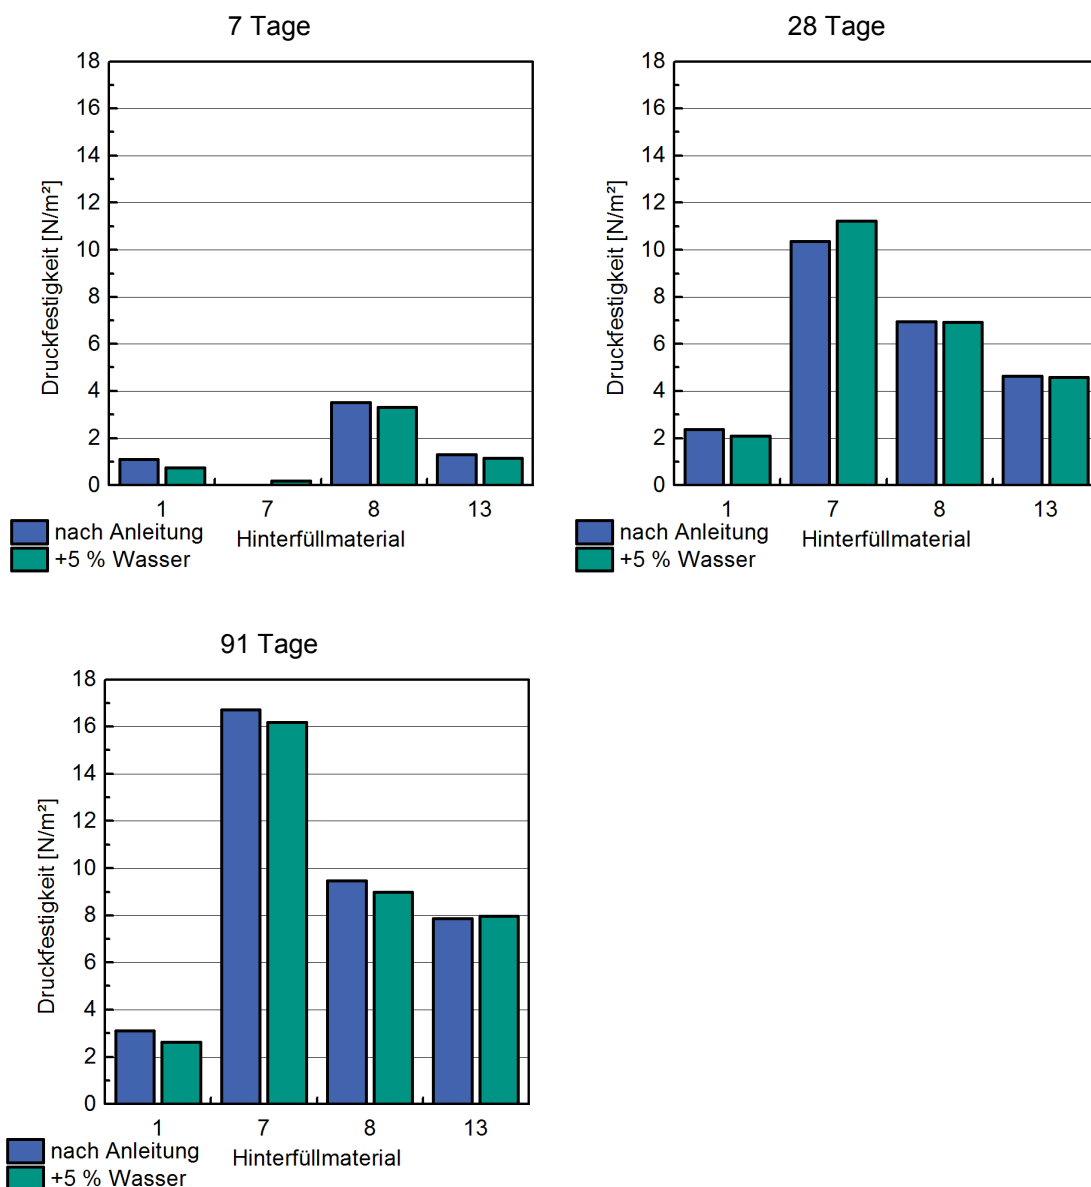 7 Tage
18
16
14
12
10
8
6
4
2
0
Druckfestigkeit [N/m²]
1 7 8 13
Hinterfüllmaterial
nach Anleitung
+5 % Wasser
28 Tage
18
16
14
12
10
8
6
4
2
0
Druckfestigkeit [N/m²]
1 7 8 13
Hinterfüllmaterial
nach Anleitung
+5 % Wasser
91 Tage
18
16
14
12
10
8
6
4
2
0
Druckfestigkeit [N/m²]
1 7 8 13
Hinterfüllmaterial
nach Anleitung
+5 % Wasser